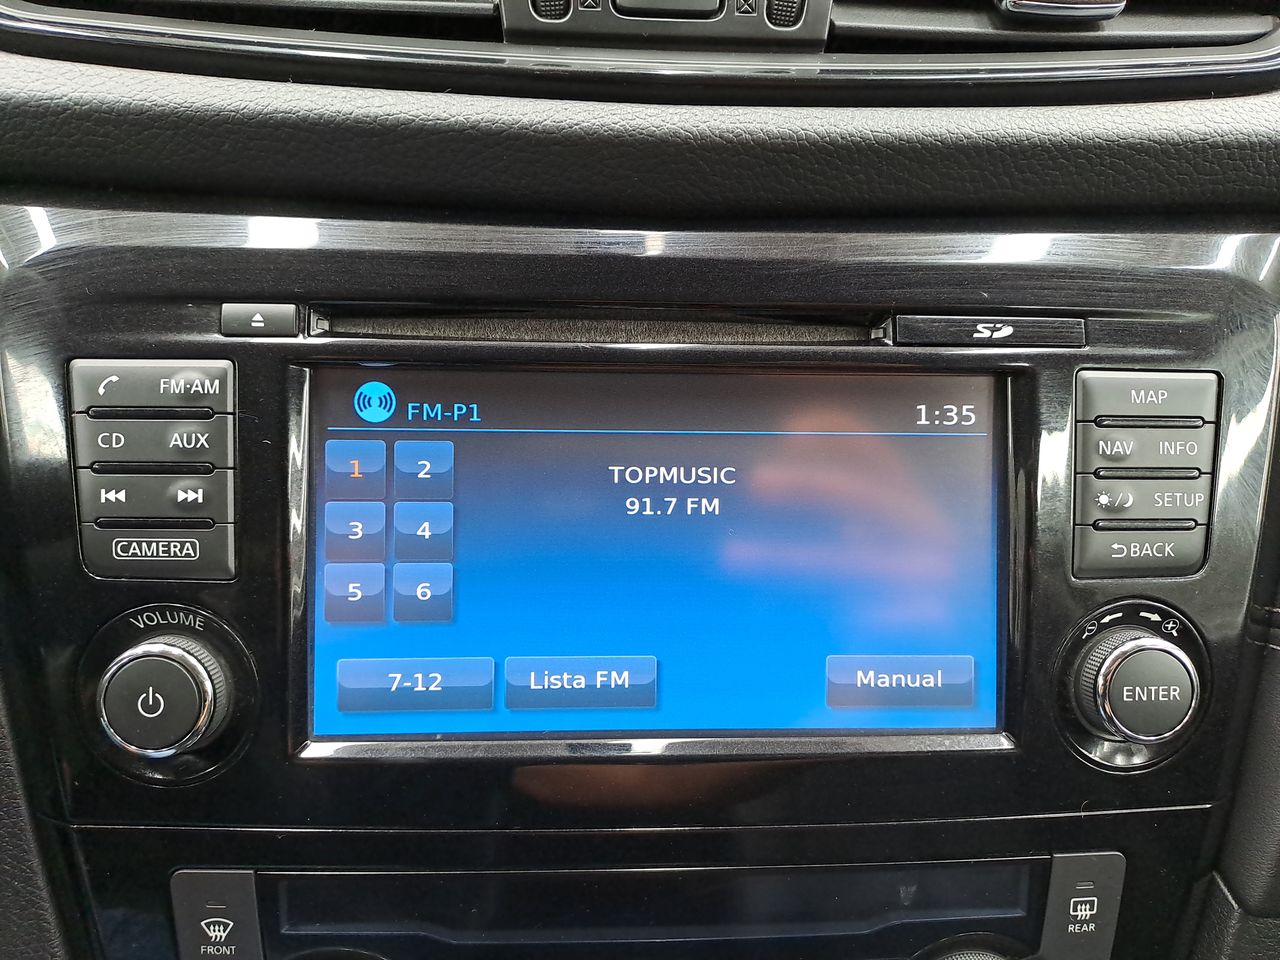 SD
FM·AM
CD AUX
CAMERA
VOLUME
FM-P1 1:35
1 2
3 4
5 6
TOPMUSIC
91.7 FM
7-12 Lista FM Manual
MAP
NAV INFO
SETUP
BACK
ENTER
FRONT
REAR